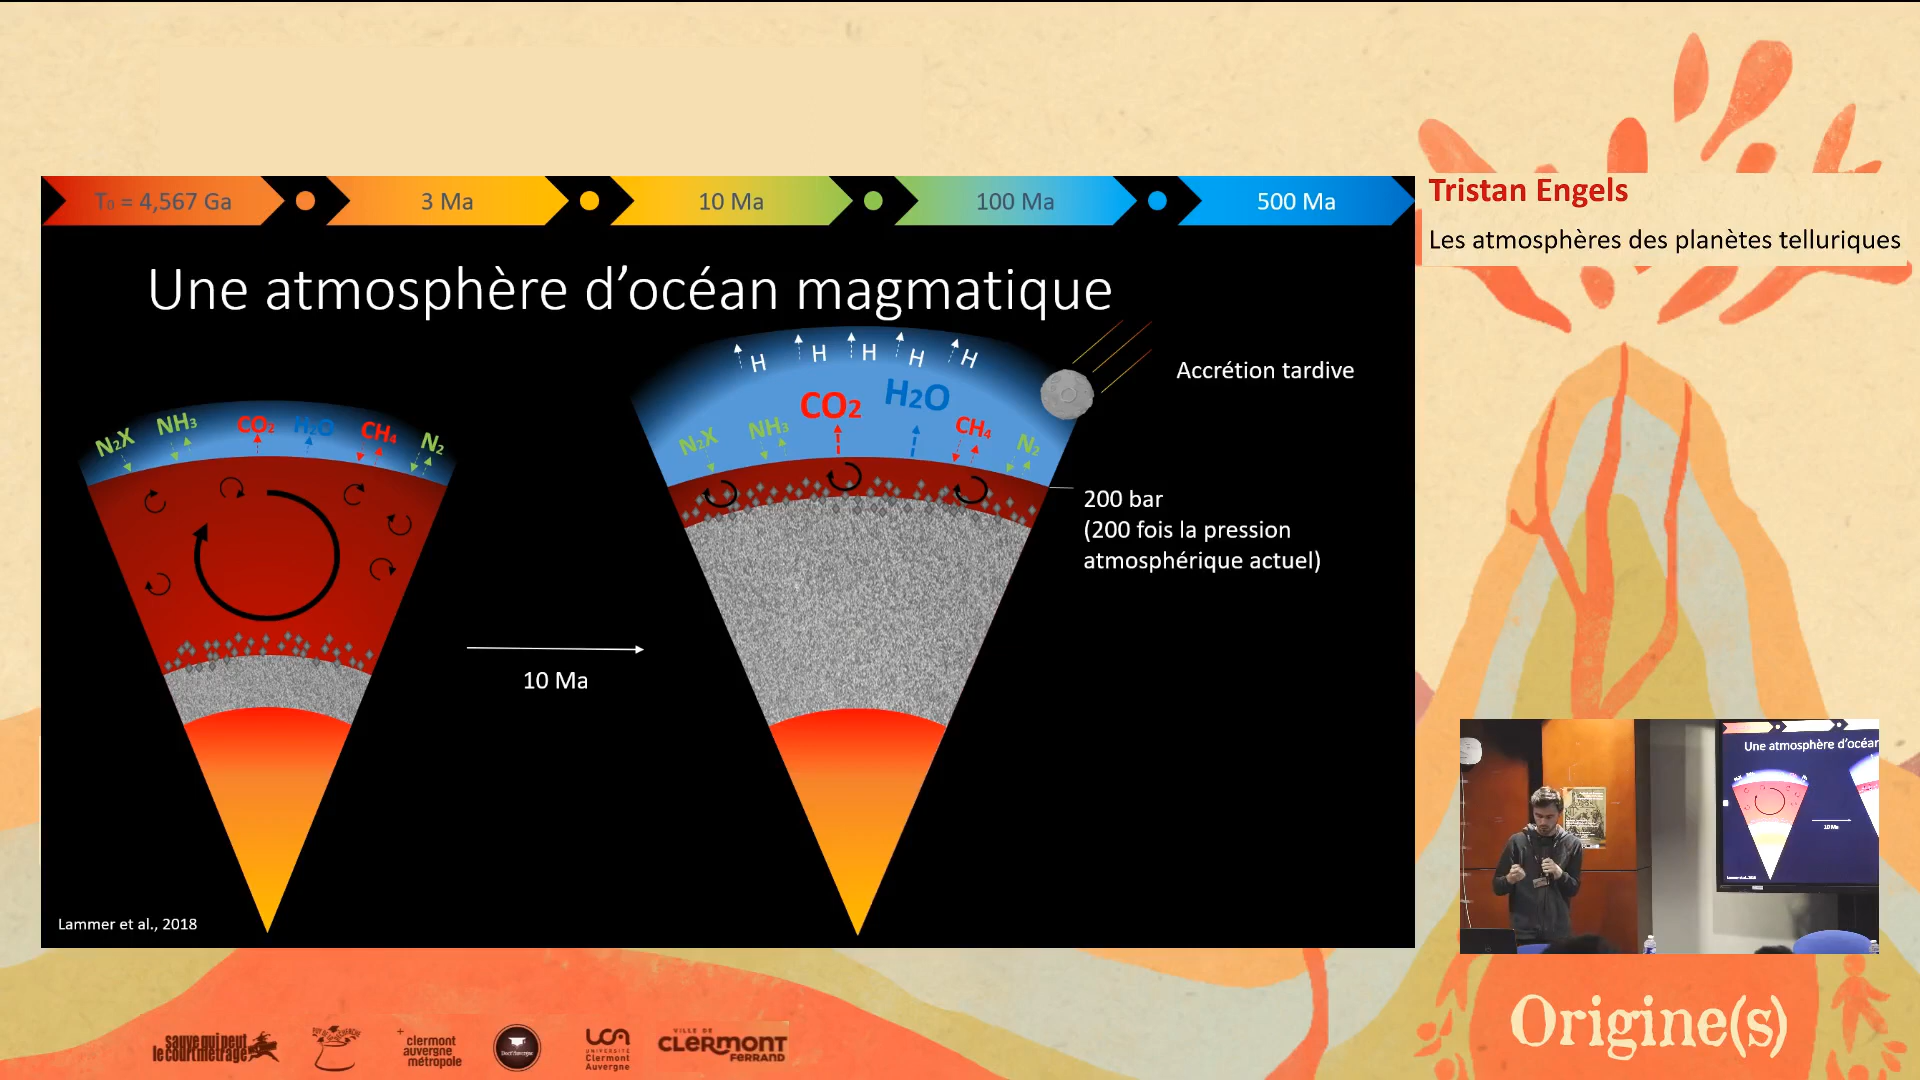 T0 = 4,567 Ga
3 Ma
10 Ma
100 Ma
500 Ma
Tristan Engels
Les atmosphères des planètes telluriques
Une atmosphère d’océan magmatique
H H H H H
Accrétion tardive
N2X NH3 CO2 H2O CH4 N2
N2X NH3 CO2 H2O CH4 N2
200 bar
(200 fois la pression
atmosphérique actuel)
10 Ma
Lammer et al., 2018
Une atmosphère d'océan
10 Ma
Origine(s)
sauve qui peut
le court métrage
clermont
auvergne
métropole
UCA
UNIVERSITÉ
Clermont
Auvergne
VILLE DE
CLERMONT
FERRAND